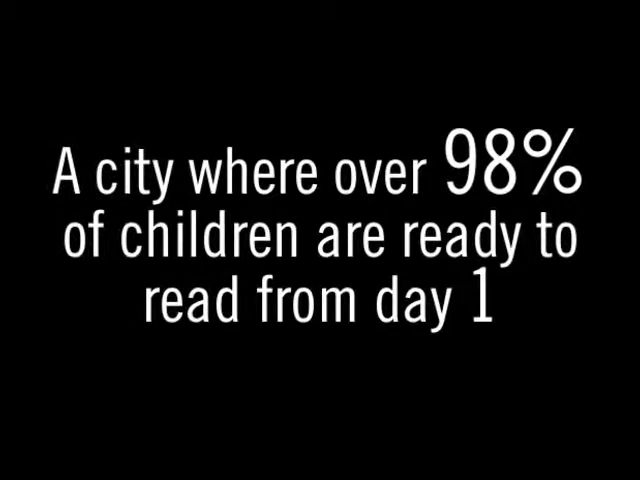 A city where over 98%
of children are ready to
read from day 1